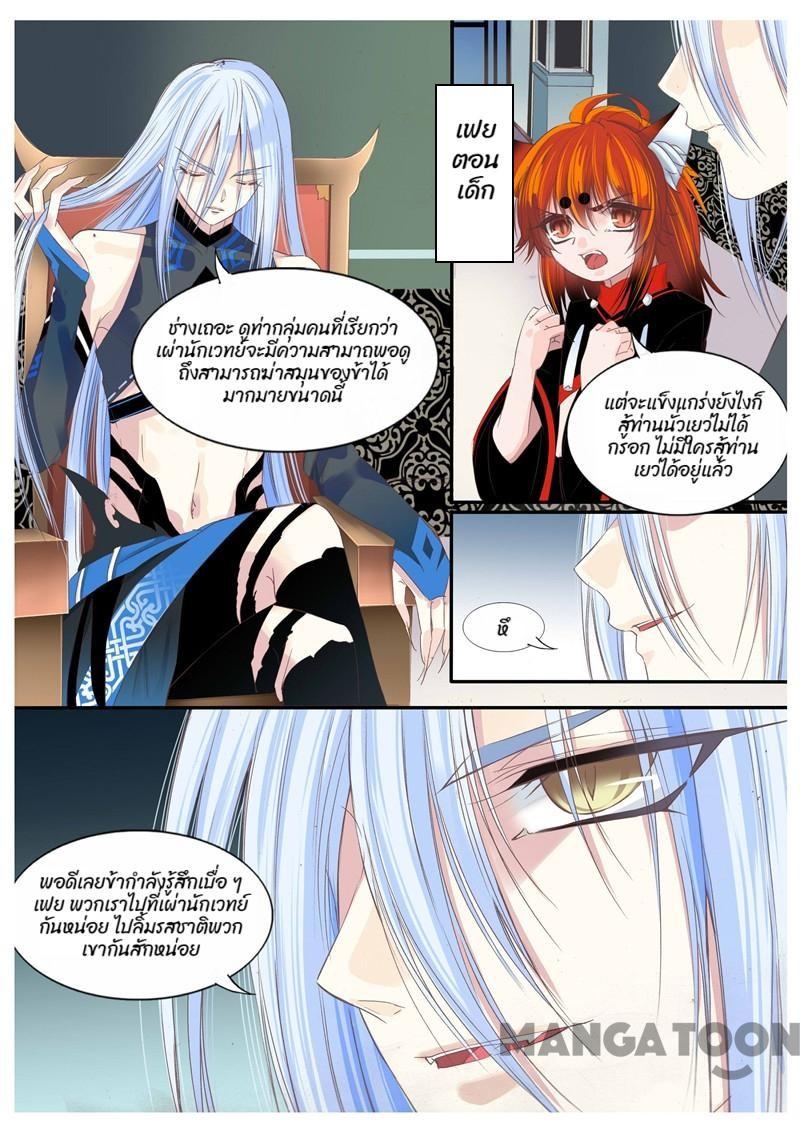 เฟย
ตอน
เด็ก
ช่างเถอะ ดูท่ากลุ่มคนที่เรียกว่า
เผ่านักเวทย์จะมีความสามาถพอดู
ถึงสามารถฆ่าสมุนของข้าได้
มากมายขนาดนี้
แต่จะแข็งแกร่งยังไงก็
สู้ท่านนัวเยว่ไม่ได้
กรอก ไม่มีใครสู้ท่าน
เยว่ได้อยู่แล้ว
หึ
พอดีเลยข้ากำลังรู้สึกเบื่อ ๆ
เฟย พวกเราไปที่เผ่านักเวทย์
กันหน่อย ไปลิ้มรสชาติพวก
เขากันสักหน่อย
MANGATOON